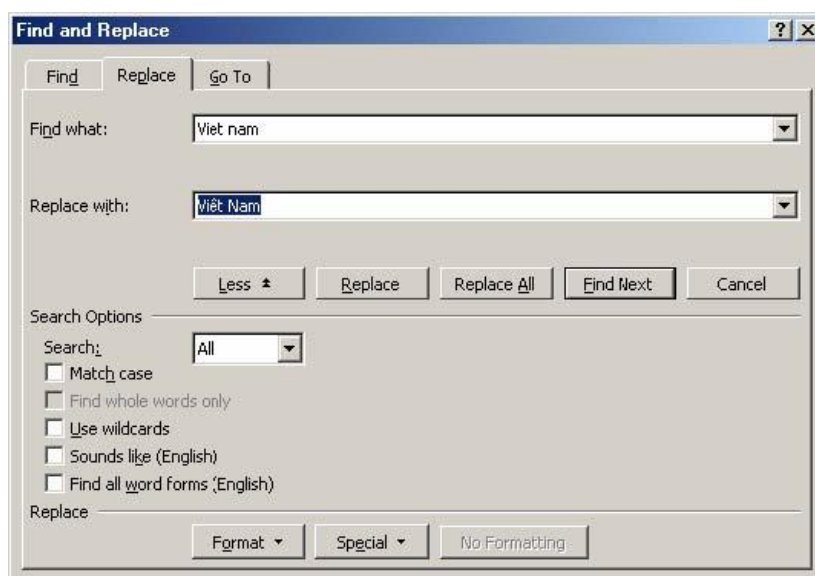 Find and Replace
Find Replace Go To
Find what: Viet nam
Replace with: Viêt Nam
Less Replace Replace All Find Next Cancel
Search Options
Search: All
Match case
Find whole words only
Use wildcards
Sounds like (English)
Find all word forms (English)
Replace
Format Special No Formatting